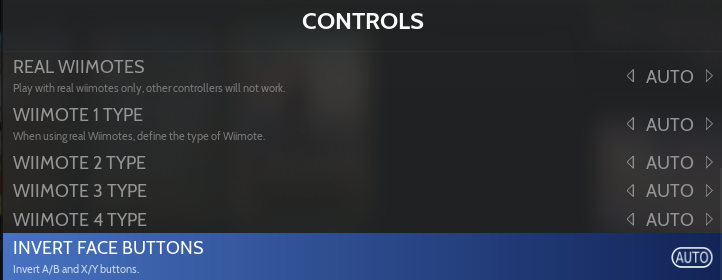 CONTROLS
REAL WIIMOTES
AUTO
Play with real wiimotes only, other controllers will not work.
WIIMOTE 1 TYPE
AUTO
When using real Wiimotes, define the type of Wiimote.
WIIMOTE 2 TYPE AUTO
WIIMOTE 3 TYPE AUTO
WIIMOTE 4 TYPE AUTO
INVERT FACE BUTTONS
AUTO
Invert A/B and X/Y buttons.